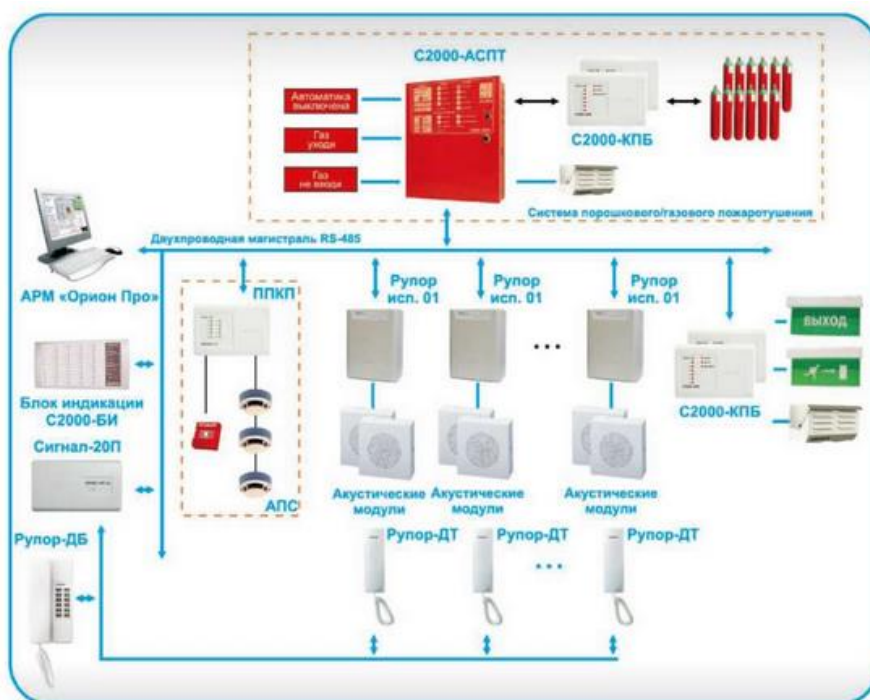 С2000-АСПТ
Автоматика
выключена
Газ
уходи
Газ
не входи
С2000-КПБ
Система порошкового/газового пожаротушения
Двухпроводная магистраль RS-485
АРМ «Орион Про»
ППКП
Рупор
исп. 01
Рупор
исп. 01
Рупор
исп. 01
ВЫХОД
Блок индикации
С2000-БИ
С2000-КПБ
Сигнал-20П
АПС
Акустические
модули
Акустические
модули
Акустические
модули
Рупор-ДБ
Рупор-ДТ
Рупор-ДТ
Рупор-ДТ